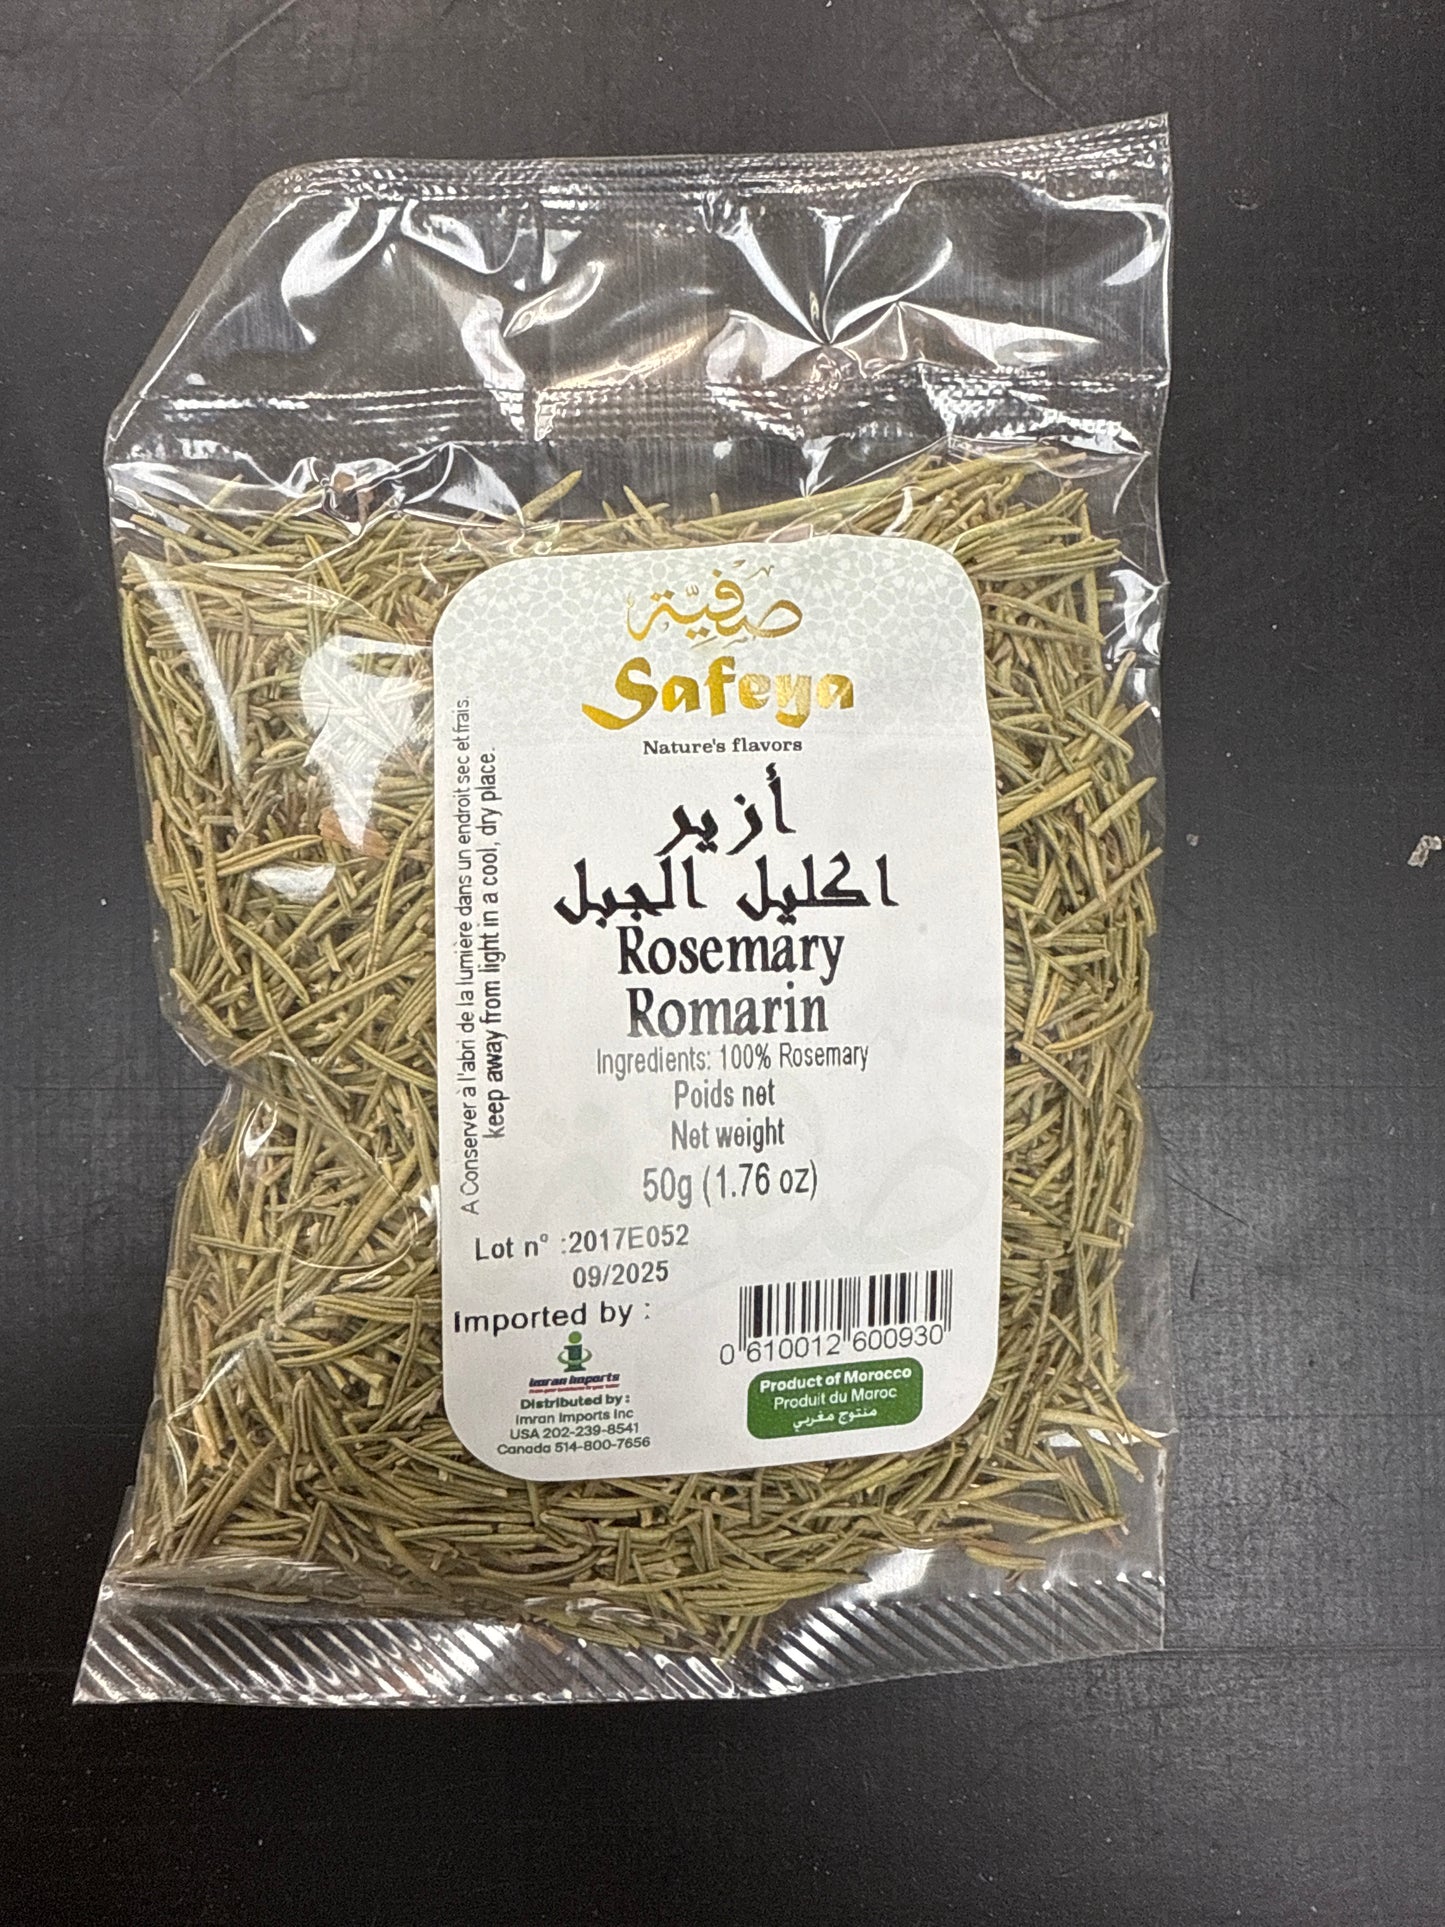 صفية
Safeya
Nature's flavors
أزير
اكليل الجبل
Rosemary
Romarin
Ingredients: 100% Rosemary
Poids net
Net weight
50g (1.76 oz)
A Conserver à l'abri de la lumière dans un endroit sec et frais.
keep away from light in a cool, dry place.
Lot n° :2017E052
09/2025
Imported by :
Imran Imports
Distributed by :
Imran Imports Inc
USA 202-239-8541
Canada 514-800-7656
0 610012 600930
Product of Morocco
Produit du Maroc
منتوج مغربي